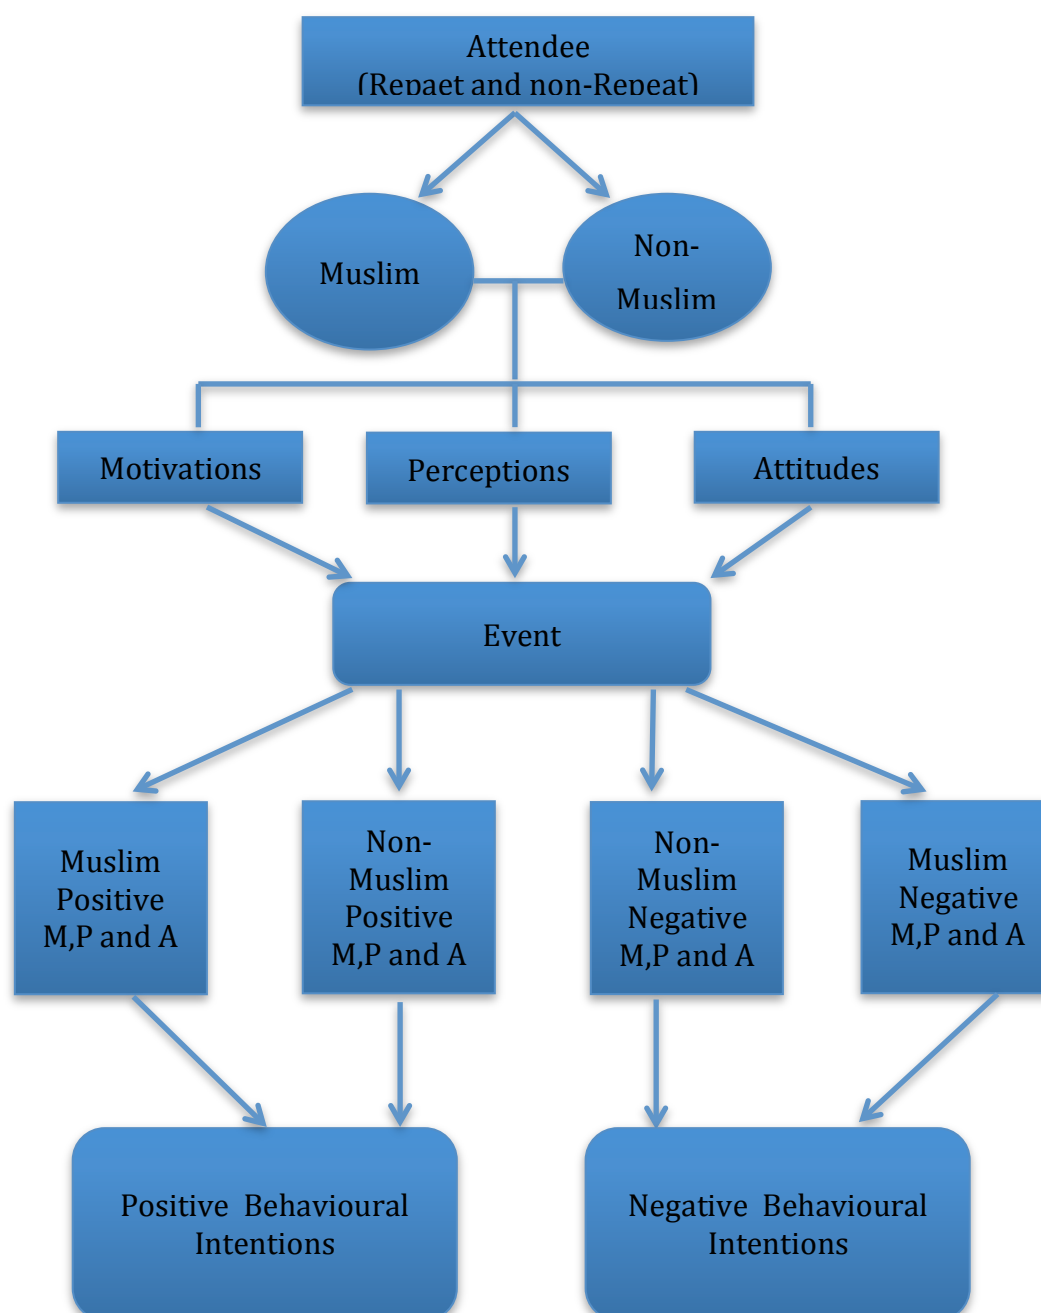 Attendee
(Repaet and non-Repeat)
Muslim
Non-
Muslim
Motivations
Perceptions
Attitudes
Event
Muslim
Positive
M,P and A
Non-
Muslim
Positive
M,P and A
Non-
Muslim
Negative
M,P and A
Muslim
Negative
M,P and A
Positive Behavioural
Intentions
Negative Behavioural
Intentions